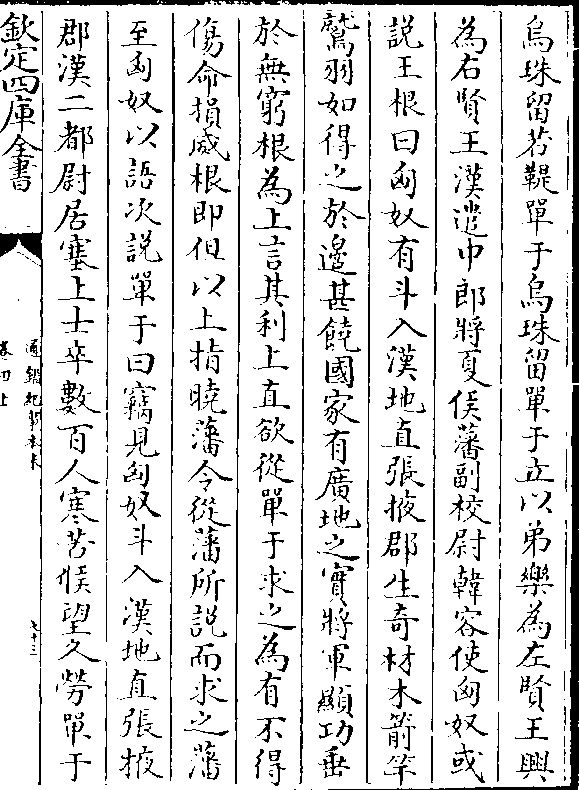 烏珠留若鞮單于烏珠留單于立以弟樂為左賢王輿
為右賢王漢遣中郎將夏侯藩副校尉韓容使匈奴或
說王根曰匈奴有斗入漢地直張掖郡生奇材木箭竿
鷲羽如得之於邊甚饒國家有廣地之實將軍顯功垂
於無窮根為上言其利上直欲從單于求之為有不得
傷命損威根即但以上指曉藩令從藩所說而求之藩
至匈奴以語次說單于曰竊見匈奴斗入漢地直張掖
郡漢二都尉居塞上士卒數百人寒苦候望久勞單于
欽定四庫全書
通鑑紀事本末